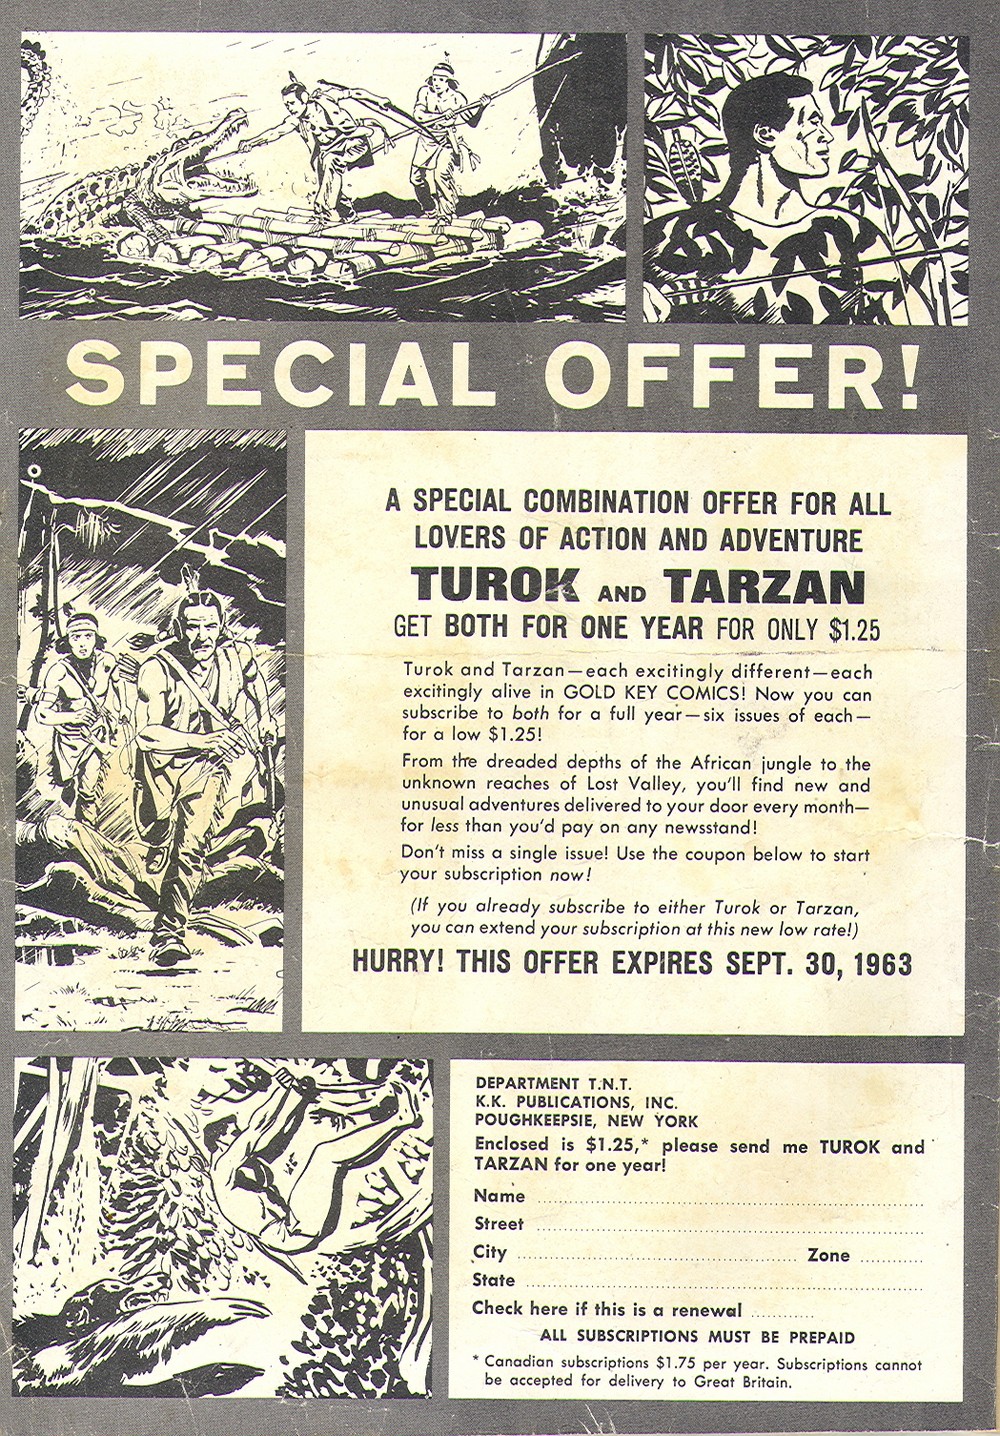 SPECIAL OFFER!
A SPECIAL COMBINATION OFFER FOR ALL
LOVERS OF ACTION AND ADVENTURE
TUROK AND TARZAN
GET BOTH FOR ONE YEAR FOR ONLY $1.25
Turok and Tarzan—each excitingly different—each
excitingly alive in GOLD KEY COMICS! Now you can
subscribe to both for a full year—six issues of each—
for a low $1.25!
From the dreaded depths of the African jungle to the
unknown reaches of Lost Valley, you'll find new and
unusual adventures delivered to your door every month—
for less than you'd pay on any newsstand!
Don't miss a single issue! Use the coupon below to start
your subscription now!
(If you already subscribe to either Turok or Tarzan,
you can extend your subscription at this new low rate!)
HURRY! THIS OFFER EXPIRES SEPT. 30, 1963
DEPARTMENT T.N.T.
K.K. PUBLICATIONS, INC.
POUGHKEEPSIE, NEW YORK
Enclosed is $1.25,* please send me TUROK and
TARZAN for one year!
Name
Street
City Zone
State
Check here if this is a renewal
ALL SUBSCRIPTIONS MUST BE PREPAID
* Canadian subscriptions $1.75 per year. Subscriptions cannot
be accepted for delivery to Great Britain.